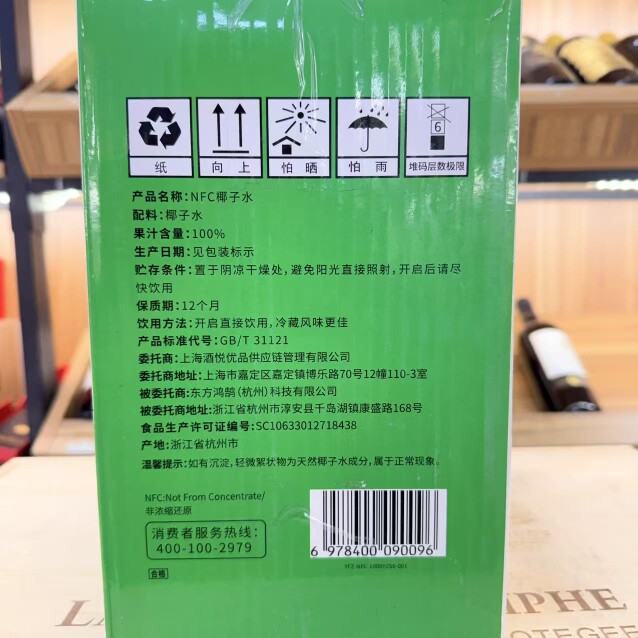 纸
向上
怕晒
怕雨
6
堆码层数极限
产品名称：NFC椰子水
配料：椰子水
果汁含量：100%
生产日期：见包装标示
贮存条件：置于阴凉干燥处，避免阳光直接照射，开启后请尽
快饮用
保质期：12个月
饮用方法：开启直接饮用，冷藏风味更佳
产品标准代号：GB/T 31121
委托商：上海酒悦优品供应链管理有限公司
委托商地址：上海市嘉定区嘉定镇博乐路70号12幢110-3室
被委托商：东方鸿鹄（杭州）科技有限公司
被委托商地址：浙江省杭州市淳安县千岛湖镇康盛路168号
食品生产许可证编号：SC10633012718438
产地：浙江省杭州市
温馨提示：如有沉淀，轻微絮状物为天然椰子水成分，属于正常现象。
NFC:Not From Concentrate/
非浓缩还原
消费者服务热线：
400-100-2979
合格
6 978400 090096